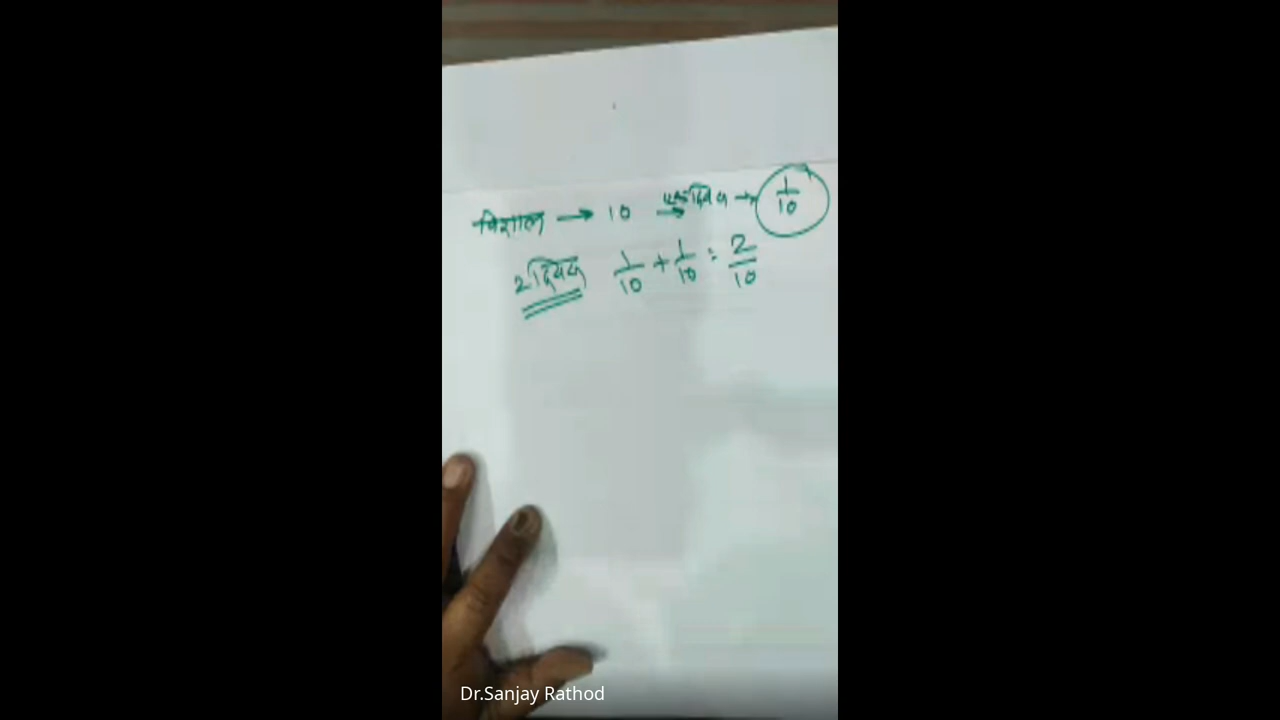 विशाल → 10 → एक दिवस → 1/10
2 दिवस 1/10 + 1/10 = 2/10
Dr.Sanjay Rathod